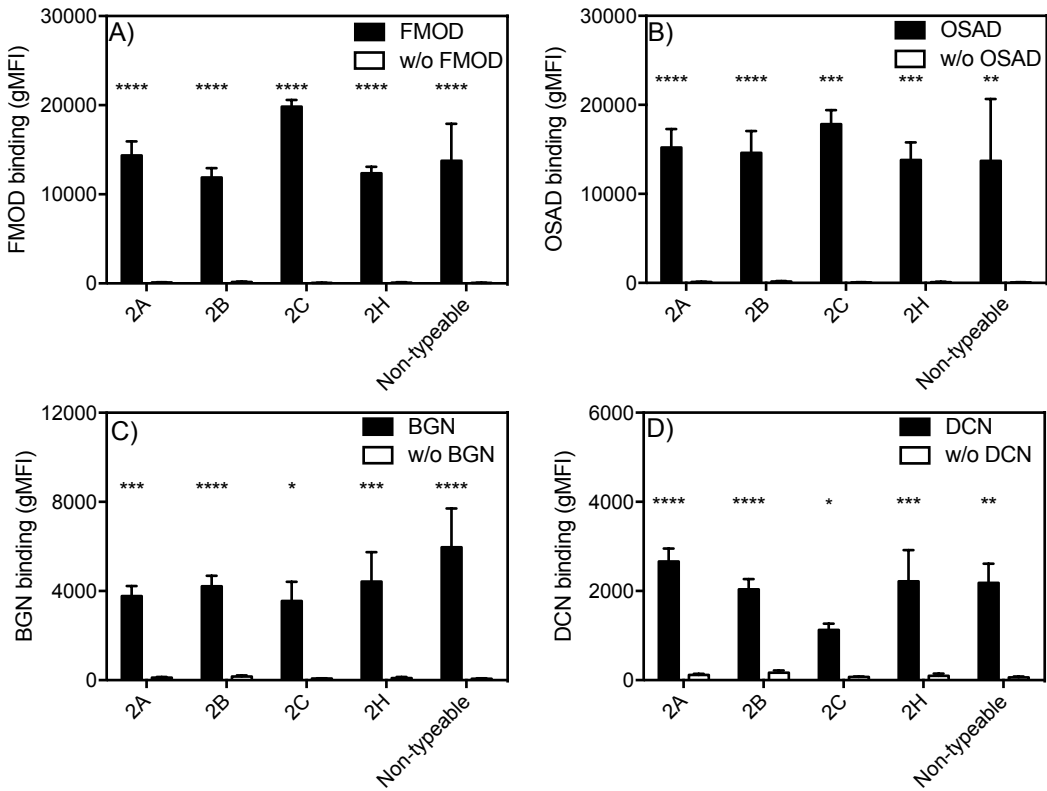 A)
FMOD
w/o FMOD
FMOD binding (gMFI)
30000
20000
10000
0
**** **** **** **** ****
2A 2B 2C 2H Non-typeable
B)
OSAD
w/o OSAD
OSAD binding (gMFI)
30000
20000
10000
0
**** **** *** *** **
2A 2B 2C 2H Non-typeable
C)
BGN
w/o BGN
BGN binding (gMFI)
12000
8000
4000
0
*** **** * *** ****
2A 2B 2C 2H Non-typeable
D)
DCN
w/o DCN
DCN binding (gMFI)
6000
4000
2000
0
**** **** * *** **
2A 2B 2C 2H Non-typeable